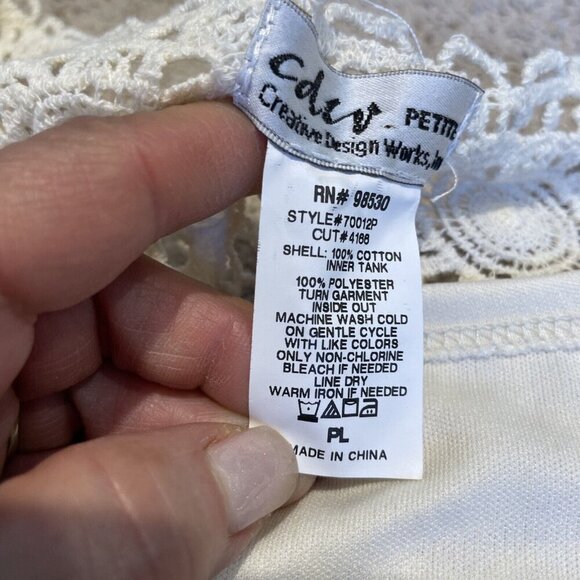 cdw PETITE
Creative Design Works, In
RN# 98530
STYLE#70012P
CUT#4166
SHELL: 100% COTTON
INNER TANK
100% POLYESTER
TURN GARMENT
INSIDE OUT
MACHINE WASH COLD
ON GENTLE CYCLE
WITH LIKE COLORS
ONLY NON-CHLORINE
BLEACH IF NEEDED
LINE DRY
WARM IRON IF NEEDED
PL
MADE IN CHINA